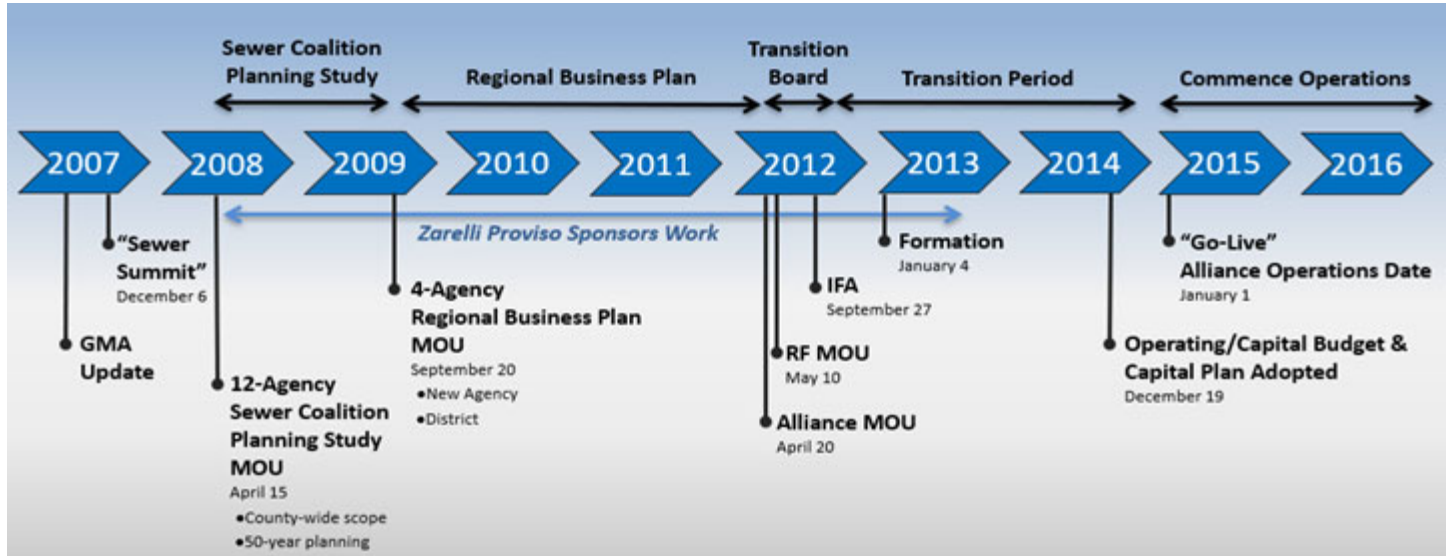 Sewer Coalition
Planning Study
Regional Business Plan
Transition
Board
Transition Period
Commence Operations
2007
2008
2009
2010
2011
2012
2013
2014
2015
2016
Zarelli Proviso Sponsors Work
“Sewer
Summit”
December 6
GMA
Update
12-Agency
Sewer Coalition
Planning Study
MOU
April 15
●County-wide scope
●50-year planning
4-Agency
Regional Business Plan
MOU
September 20
●New Agency
●District
Alliance MOU
April 20
RF MOU
May 10
IFA
September 27
Formation
January 4
Operating/Capital Budget &
Capital Plan Adopted
December 19
“Go-Live”
Alliance Operations Date
January 1